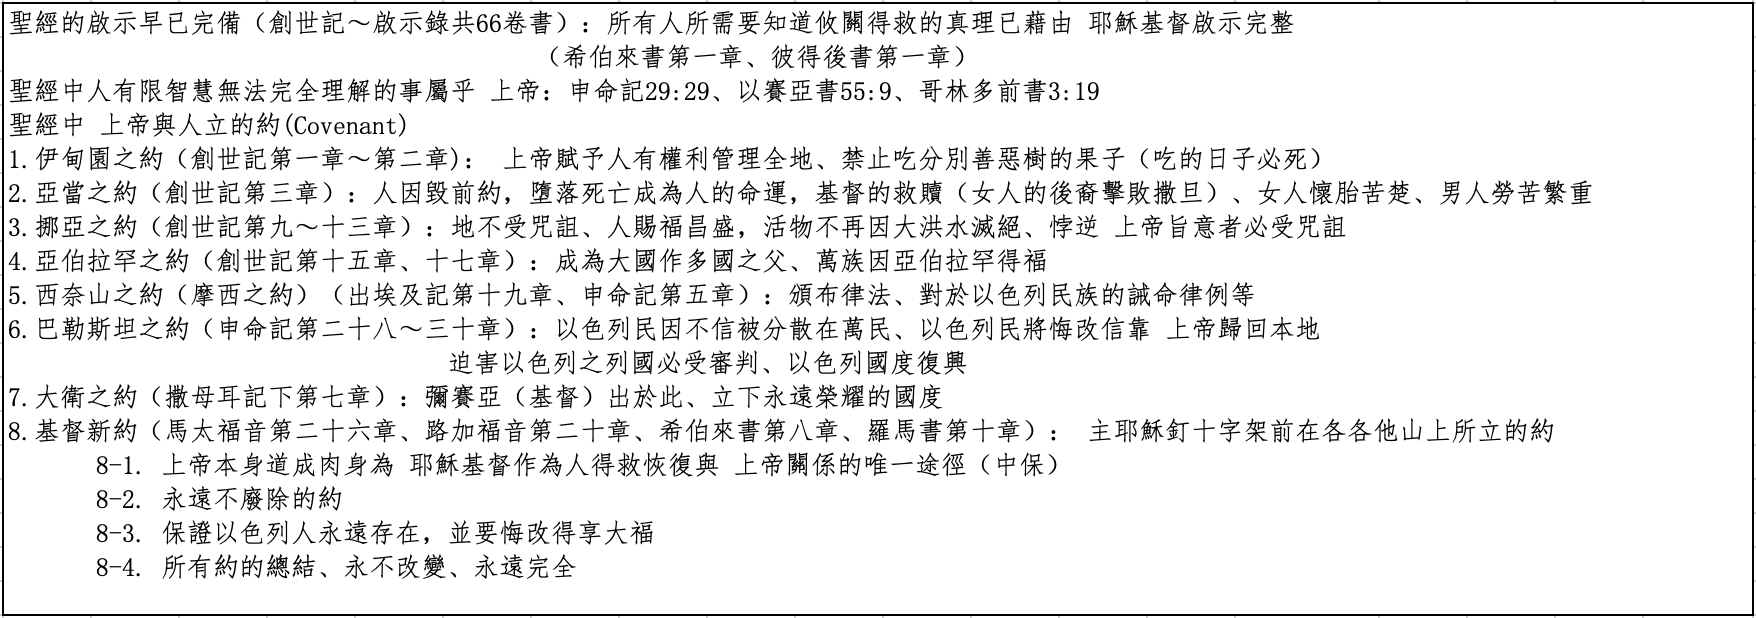 聖經的啟示早已完備（創世記～啟示錄共66卷書）：所有人所需要知道攸關得救的真理已藉由 耶穌基督啟示完整
（希伯來書第一章、彼得後書第一章）
聖經中人有限智慧無法完全理解的事屬乎 上帝：申命記29:29、以賽亞書55:9、哥林多前書3:19
聖經中 上帝與人立的約(Covenant)
1.伊甸園之約（創世記第一章～第二章)： 上帝賦予人有權利管理全地、禁止吃分別善惡樹的果子（吃的日子必死）
2.亞當之約（創世記第三章）：人因毀前約，墮落死亡成為人的命運，基督的救贖（女人的後裔擊敗撒旦）、女人懷胎苦楚、男人勞苦繁重
3.挪亞之約（創世記第九～十三章）：地不受咒詛、人賜福昌盛，活物不再因大洪水滅絕、悖逆 上帝旨意者必受咒詛
4.亞伯拉罕之約（創世記第十五章、十七章）：成為大國作多國之父、萬族因亞伯拉罕得福
5.西奈山之約（摩西之約）（出埃及記第十九章、申命記第五章）：頒布律法、對於以色列民族的誡命律例等
6.巴勒斯坦之約（申命記第二十八～三十章）：以色列民因不信被分散在萬民、以色列民將悔改信靠 上帝歸回本地
迫害以色列之列國必受審判、以色列國度復興
7.大衛之約（撒母耳記下第七章）：彌賽亞（基督）出於此、立下永遠榮耀的國度
8.基督新約（馬太福音第二十六章、路加福音第二十章、希伯來書第八章、羅馬書第十章）： 主耶穌釘十字架前在各各他山上所立的約
8-1. 上帝本身道成肉身為 耶穌基督作為人得救恢復與 上帝關係的唯一途徑（中保）
8-2. 永遠不廢除的約
8-3. 保證以色列人永遠存在，並要悔改得享大福
8-4. 所有約的總結、永不改變、永遠完全